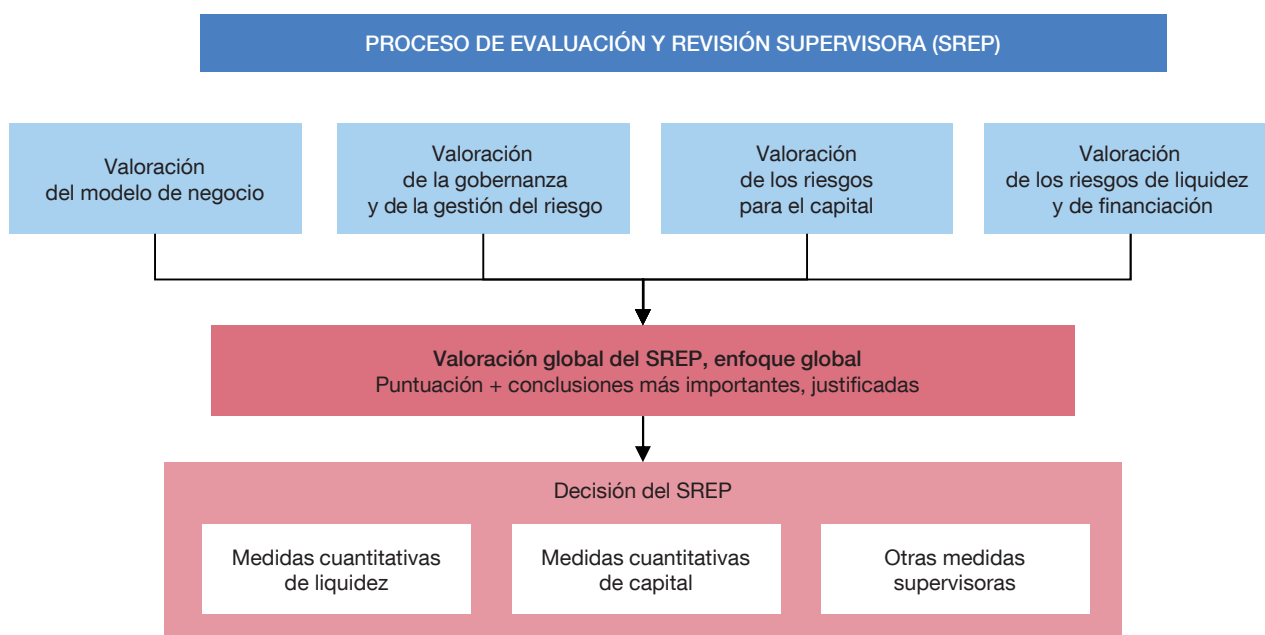 PROCESO DE EVALUACIÓN Y REVISIÓN SUPERVISORA (SREP)
Valoración
del modelo de negocio
Valoración
de la gobernanza
y de la gestión del riesgo
Valoración
de los riesgos
para el capital
Valoración
de los riesgos de liquidez
y de financiación
Valoración global del SREP, enfoque global
Puntuación + conclusiones más importantes, justificadas
Decisión del SREP
Medidas cuantitativas
de liquidez
Medidas cuantitativas
de capital
Otras medidas
supervisoras